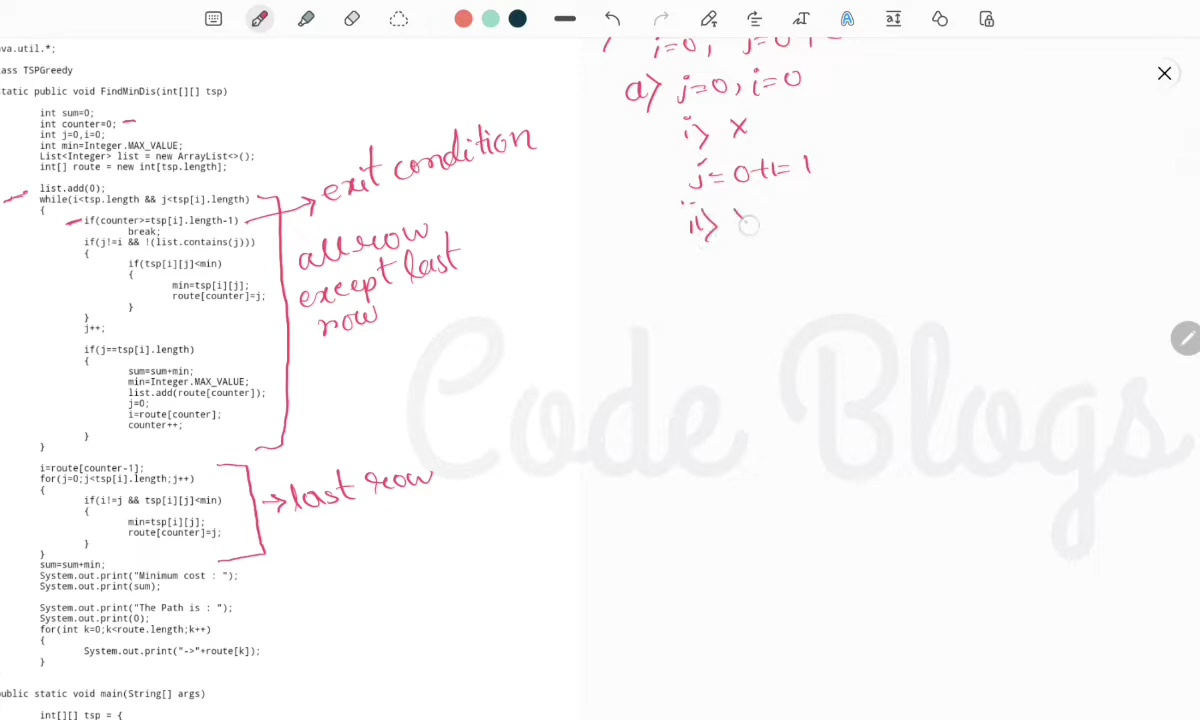 va.util.*;
ass TSPGreedy
tatic public void FindMinDis(int[][] tsp)
int sum=0;
int counter=0;
int j=0,i=0;
int min=Integer.MAX_VALUE;
List<Integer> list = new ArrayList<>();
int[] route = new int[tsp.length];
list.add(0);
while(i<tsp.length && j<tsp[i].length)
{
if(counter>=tsp[i].length-1)
break;
if(j!=i && !(list.contains(j)))
{
if(tsp[i][j]<min)
{
min=tsp[i][j];
route[counter]=j;
}
}
j++;
if(j==tsp[i].length)
{
sum=sum+min;
min=Integer.MAX_VALUE;
list.add(route[counter]);
j=0;
i=route[counter];
counter++;
}
}
i=route[counter-1];
for(j=0;j<tsp[i].length;j++)
{
if(i!=j && tsp[i][j]<min)
{
min=tsp[i][j];
route[counter]=j;
}
}
sum=sum+min;
System.out.print("Minimum cost : ");
System.out.print(sum);
System.out.print("The Path is : ");
System.out.print(0);
for(int k=0;k<route.length;k++)
{
System.out.print("->"+route[k]);
}
ublic static void main(String[] args)
int[][] tsp = {
exit condition
all row
except last
row
last row
i=0,
a> j=0, i=0
i> x
j=0+1=1
ii>
Code Blogs